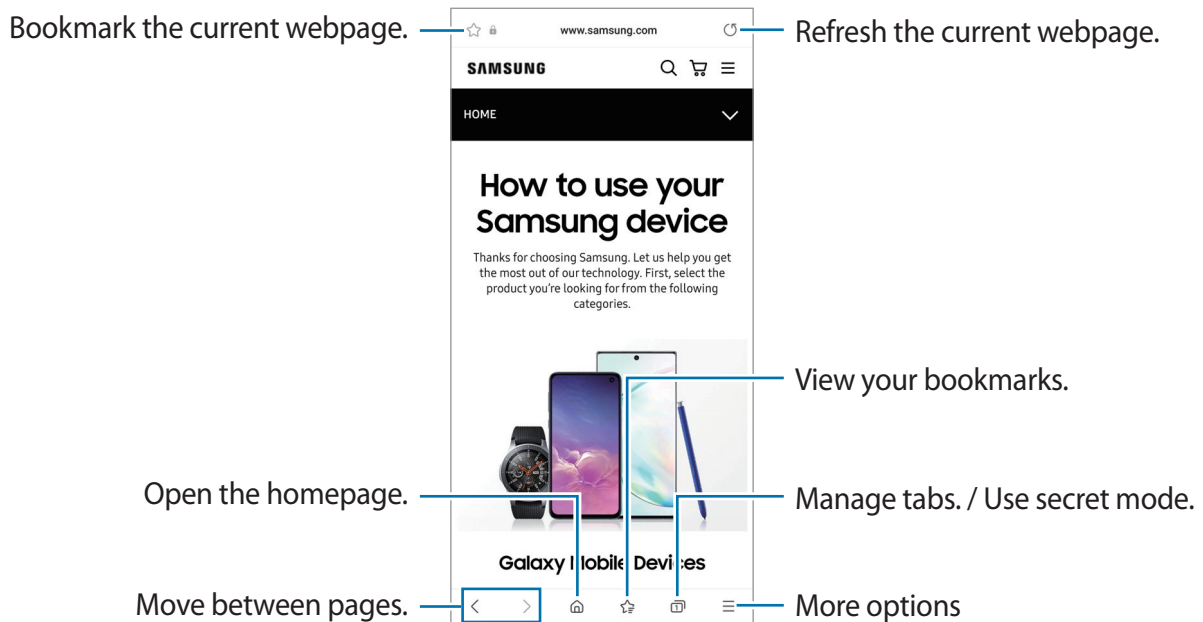 Bookmark the current webpage.
www.samsung.com
Refresh the current webpage.
SAMSUNG
HOME
How to use your
Samsung device
Thanks for choosing Samsung. Let us help you get
the most out of our technology. First, select the
product you're looking for from the following
categories.
View your bookmarks.
Open the homepage.
Manage tabs. / Use secret mode.
Galaxy Mobile Devices
Move between pages.
1
More options